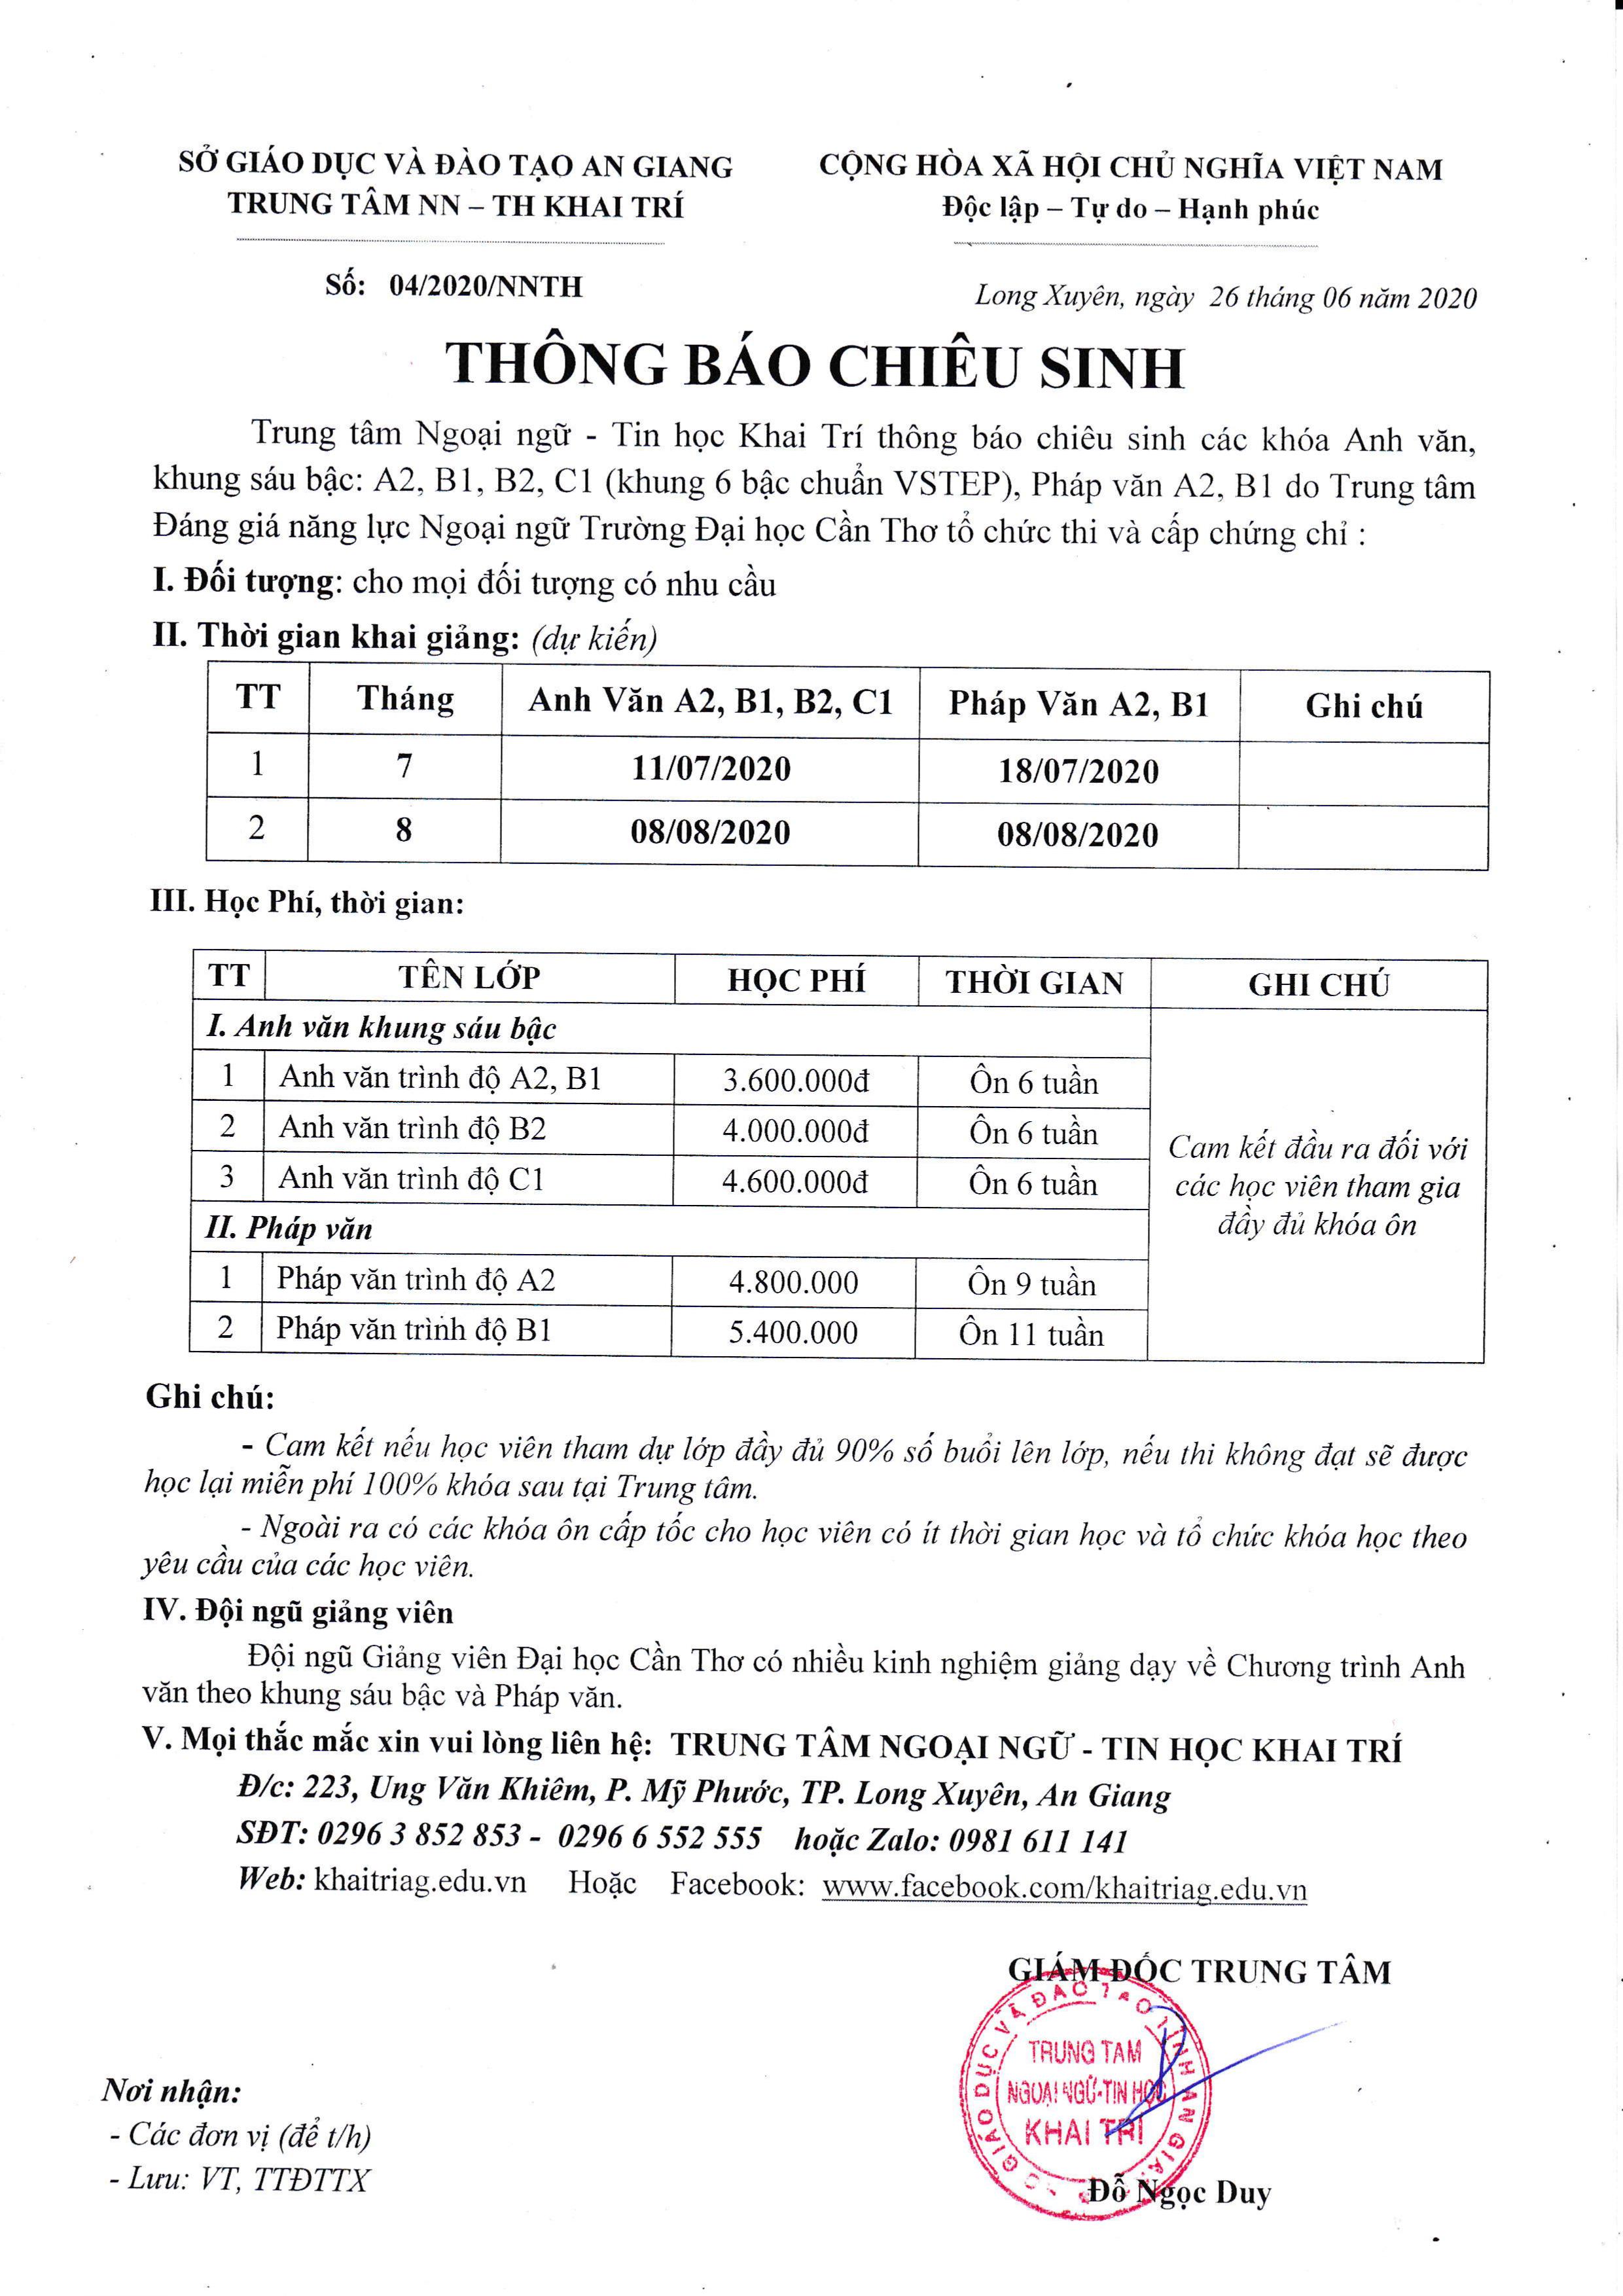 SỞ GIÁO DỤC VÀ ĐÀO TẠO AN GIANG
TRUNG TÂM NN – TH KHAI TRÍ
Số: 04/2020/NNTH
CỘNG HÒA XÃ HỘI CHỦ NGHĨA VIỆT NAM
Độc lập – Tự do – Hạnh phúc
Long Xuyên, ngày 26 tháng 06 năm 2020
THÔNG BÁO CHIÊU SINH
Trung tâm Ngoại ngữ - Tin học Khai Trí thông báo chiêu sinh các khóa Anh văn,
khung sáu bậc: A2, B1, B2, C1 (khung 6 bậc chuẩn VSTEP), Pháp văn A2, B1 do Trung tâm
Đáng giá năng lực Ngoại ngữ Trường Đại học Cần Thơ tổ chức thi và cấp chứng chỉ :
I. Đối tượng: cho mọi đối tượng có nhu cầu
II. Thời gian khai giảng: (dự kiến)
TT Tháng Anh Văn A2, B1, B2, C1 Pháp Văn A2, B1 Ghi chú
1 7 11/07/2020 18/07/2020
2 8 08/08/2020 08/08/2020
III. Học Phí, thời gian:
TT TÊN LỚP HỌC PHÍ THỜI GIAN GHI CHÚ
I. Anh văn khung sáu bậc
1 Anh văn trình độ A2, B1 3.600.000đ Ôn 6 tuần
2 Anh văn trình độ B2 4.000.000đ Ôn 6 tuần
3 Anh văn trình độ C1 4.600.000đ Ôn 6 tuần
II. Pháp văn
1 Pháp văn trình độ A2 4.800.000 Ôn 9 tuần
2 Pháp văn trình độ B1 5.400.000 Ôn 11 tuần
Cam kết đầu ra đối với
các học viên tham gia
đầy đủ khóa ôn
Ghi chú:
- Cam kết nếu học viên tham dự lớp đầy đủ 90% số buổi lên lớp, nếu thi không đạt sẽ được
học lại miễn phí 100% khóa sau tại Trung tâm.
- Ngoài ra có các khóa ôn cấp tốc cho học viên có ít thời gian học và tổ chức khóa học theo
yêu cầu của các học viên.
IV. Đội ngũ giảng viên
Đội ngũ Giảng viên Đại học Cần Thơ có nhiều kinh nghiệm giảng dạy về Chương trình Anh
văn theo khung sáu bậc và Pháp văn.
V. Mọi thắc mắc xin vui lòng liên hệ: TRUNG TÂM NGOẠI NGỮ - TIN HỌC KHAI TRÍ
Đ/c: 223, Ung Văn Khiêm, P. Mỹ Phước, TP. Long Xuyên, An Giang
SĐT: 0296 3 852 853 - 0296 6 552 555 hoặc Zalo: 0981 611 141
Web: khaitriag.edu.vn Hoặc Facebook: www.facebook.com/khaitriag.edu.vn
GIÁM ĐỐC TRUNG TÂM
GIÁO DỤC VÀ ĐÀO TẠO TỈNH AN GIANG
TRUNG TAM
NGOẠI NGỮ-TIN HỌC
KHAI TRÍ
Đỗ Ngọc Duy
Nơi nhận:
- Các đơn vị (để t/h)
- Lưu: VT, TTĐTTX